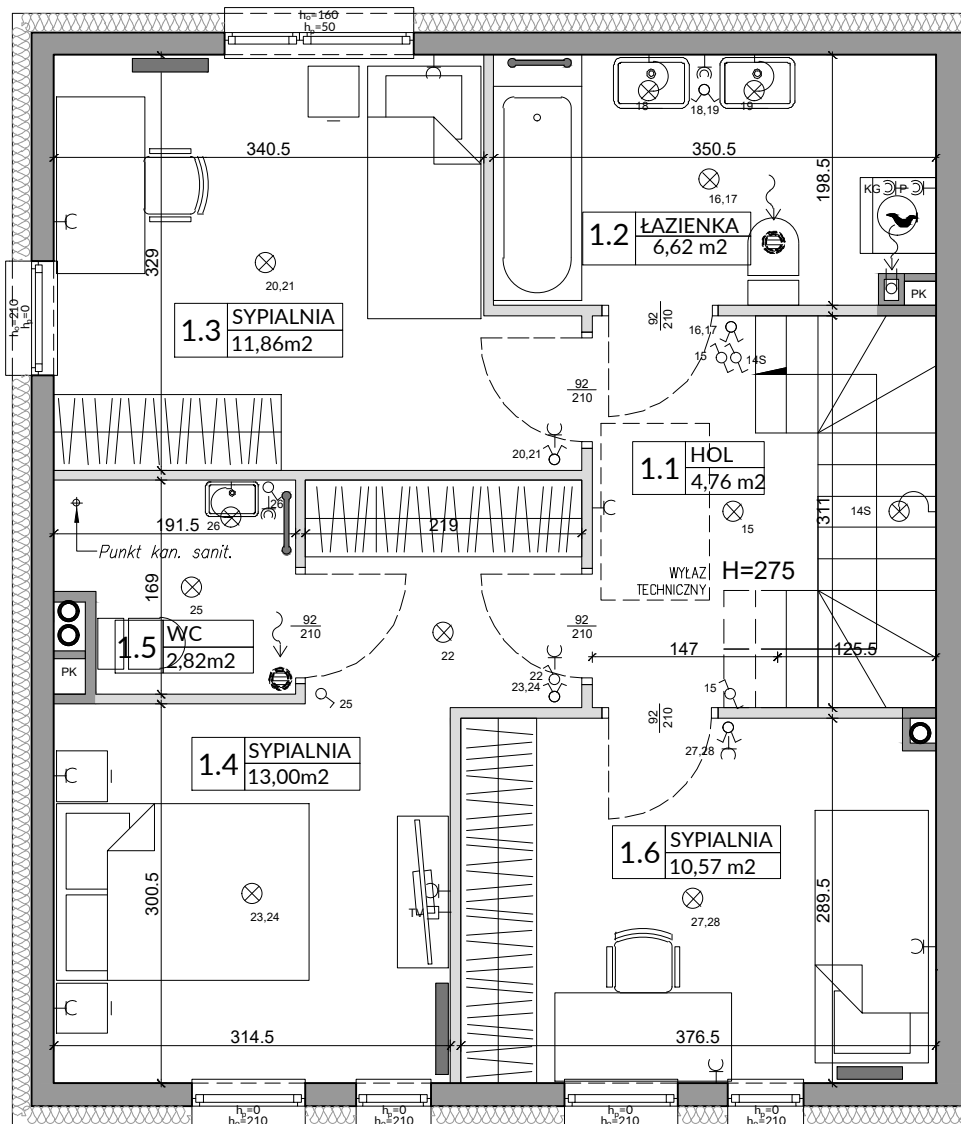 h₀=160
hₚ=50
340.5
350.5
18
18,19
19
198.5
KG
P
16,17
1.2 ŁAZIENKA
6,62 m2
PK
329
20,21
h₀=210
hₚ=0
1.3 SYPIALNIA
11,86m2
92
210
16,17
15
14S
92
210
20,21
1.1 HOL
4,76 m2
15
311
14S
26
26
191.5
219
Punkt kan. sanit.
169
25
WYŁAZ
TECHNICZNY
H=275
92
210
92
210
1.5 WC
2,82m2
PK
22
22
23,24
25
147
125.5
15
92
210
27,28
1.4 SYPIALNIA
13,00m2
1.6 SYPIALNIA
10,57 m2
300.5
23,24
TV
27,28
289.5
314.5
376.5
hₚ=0
h₀=210
hₚ=0
h₀=210
hₚ=0
h₀=210
hₚ=0
h₀=210